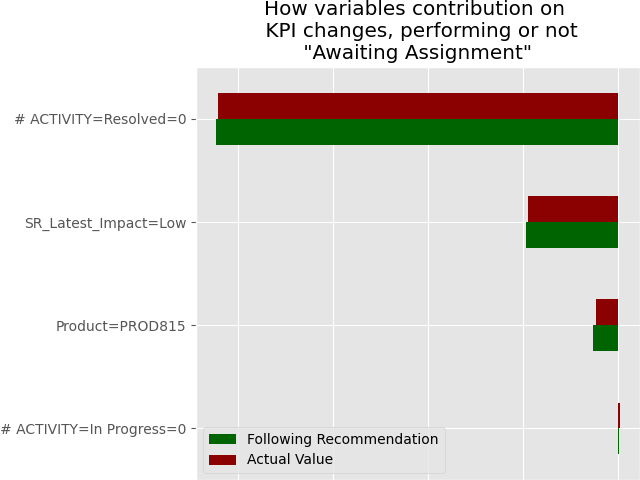 How variables contribution on
KPI changes, performing or not
"Awaiting Assignment"
# ACTIVITY=Resolved=0
SR_Latest_Impact=Low
Product=PROD815
# ACTIVITY=In Progress=0
Following Recommendation
Actual Value